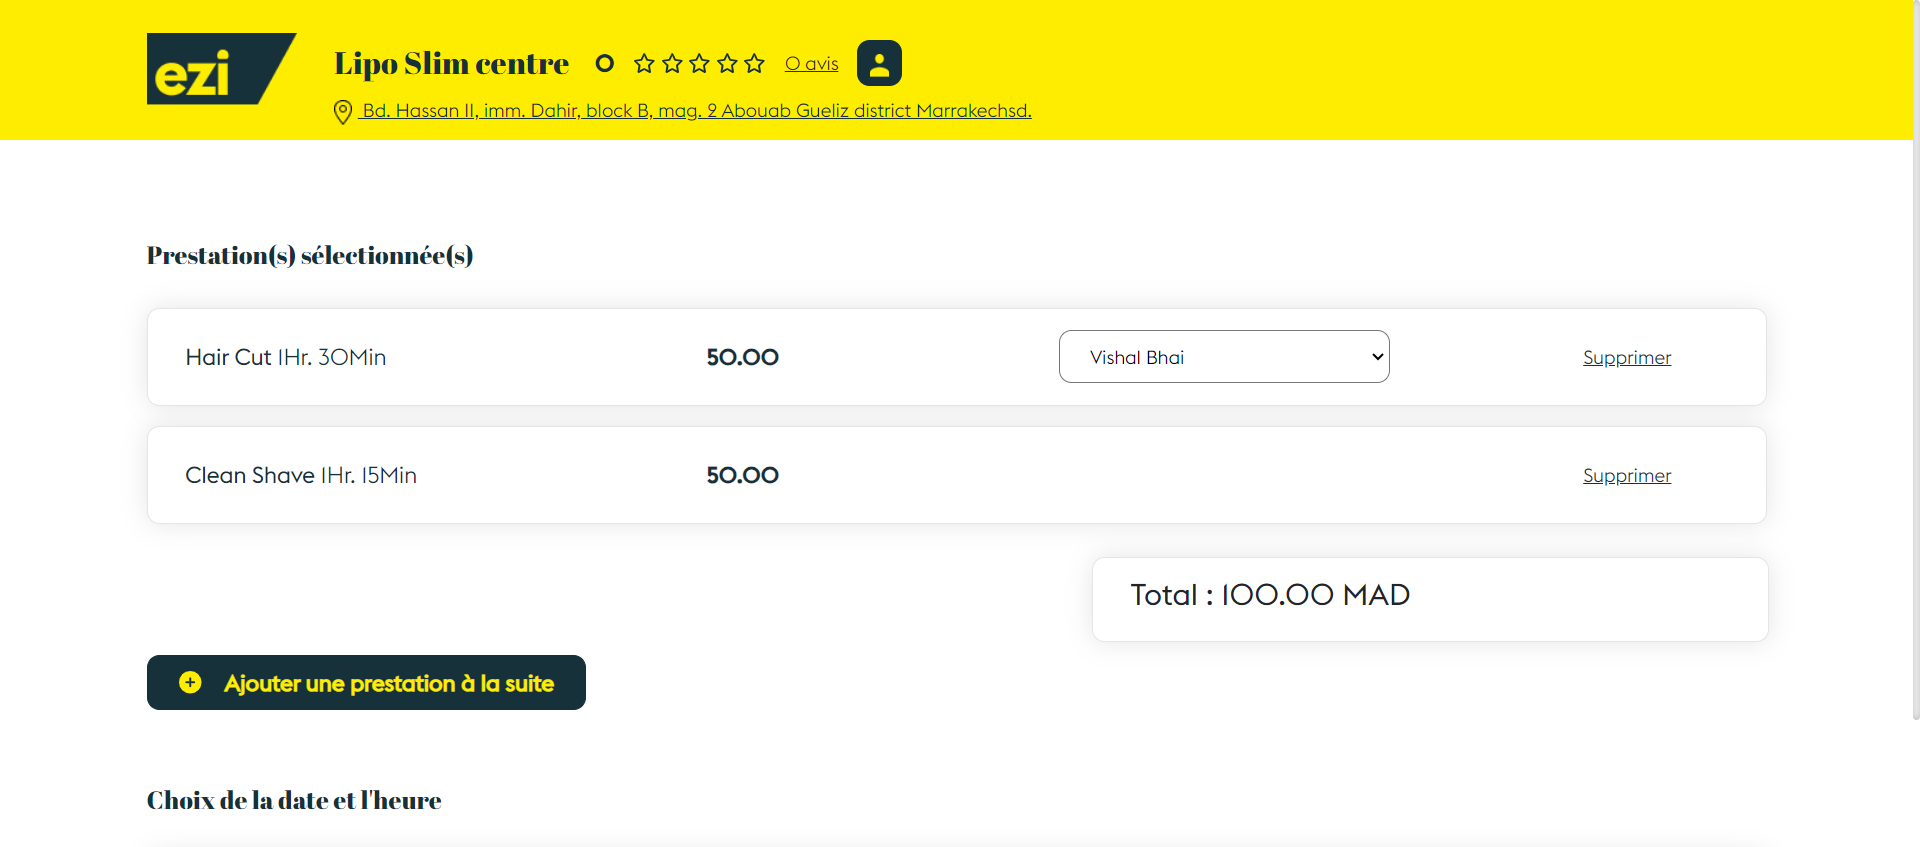 ezi
Lipo Slim centre 0 0 avis
Bd. Hassan II, imm. Dahir, block B, mag. 2 Abouab Gueliz district Marrakechsd.
Prestation(s) sélectionnée(s)
Hair Cut 1Hr. 30Min 50.00 Vishal Bhai Supprimer
Clean Shave 1Hr. 15Min 50.00 Supprimer
Total : 100.00 MAD
Ajouter une prestation à la suite
Choix de la date et l'heure